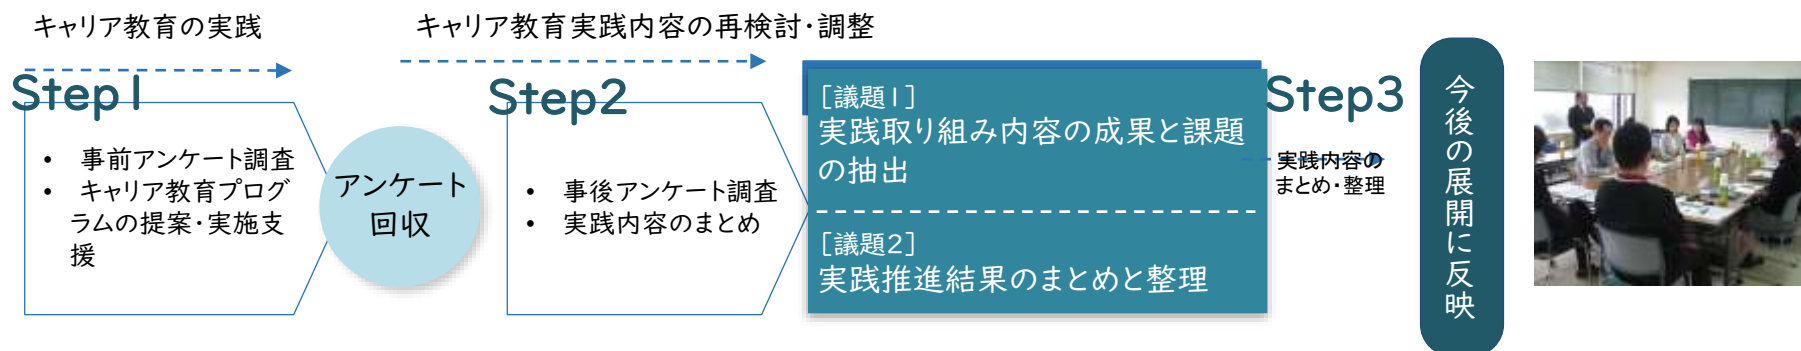 キャリア教育の実践
キャリア教育実践内容の再検討・調整
Step1
• 事前アンケート調査
• キャリア教育プログ
ラムの提案・実施支
援
アンケート
回収
Step2
• 事後アンケート調査
• 実践内容のまとめ
[議題1]
実践取り組み内容の成果と課題
の抽出
[議題2]
実践推進結果のまとめと整理
Step3
実践内容の
まとめ・整理
今後の展開に反映